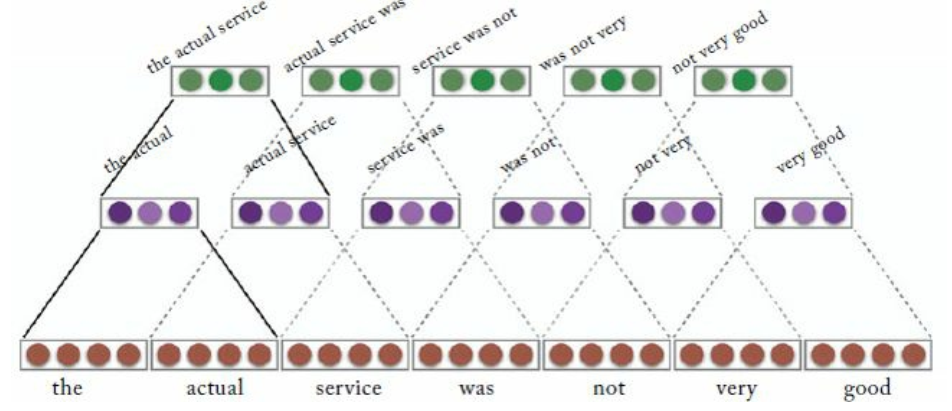 the actual service
actual service was
service was not
was not very
not very good
the actual
actual service
service was
was not
not very
very good
the
actual
service
was
not
very
good